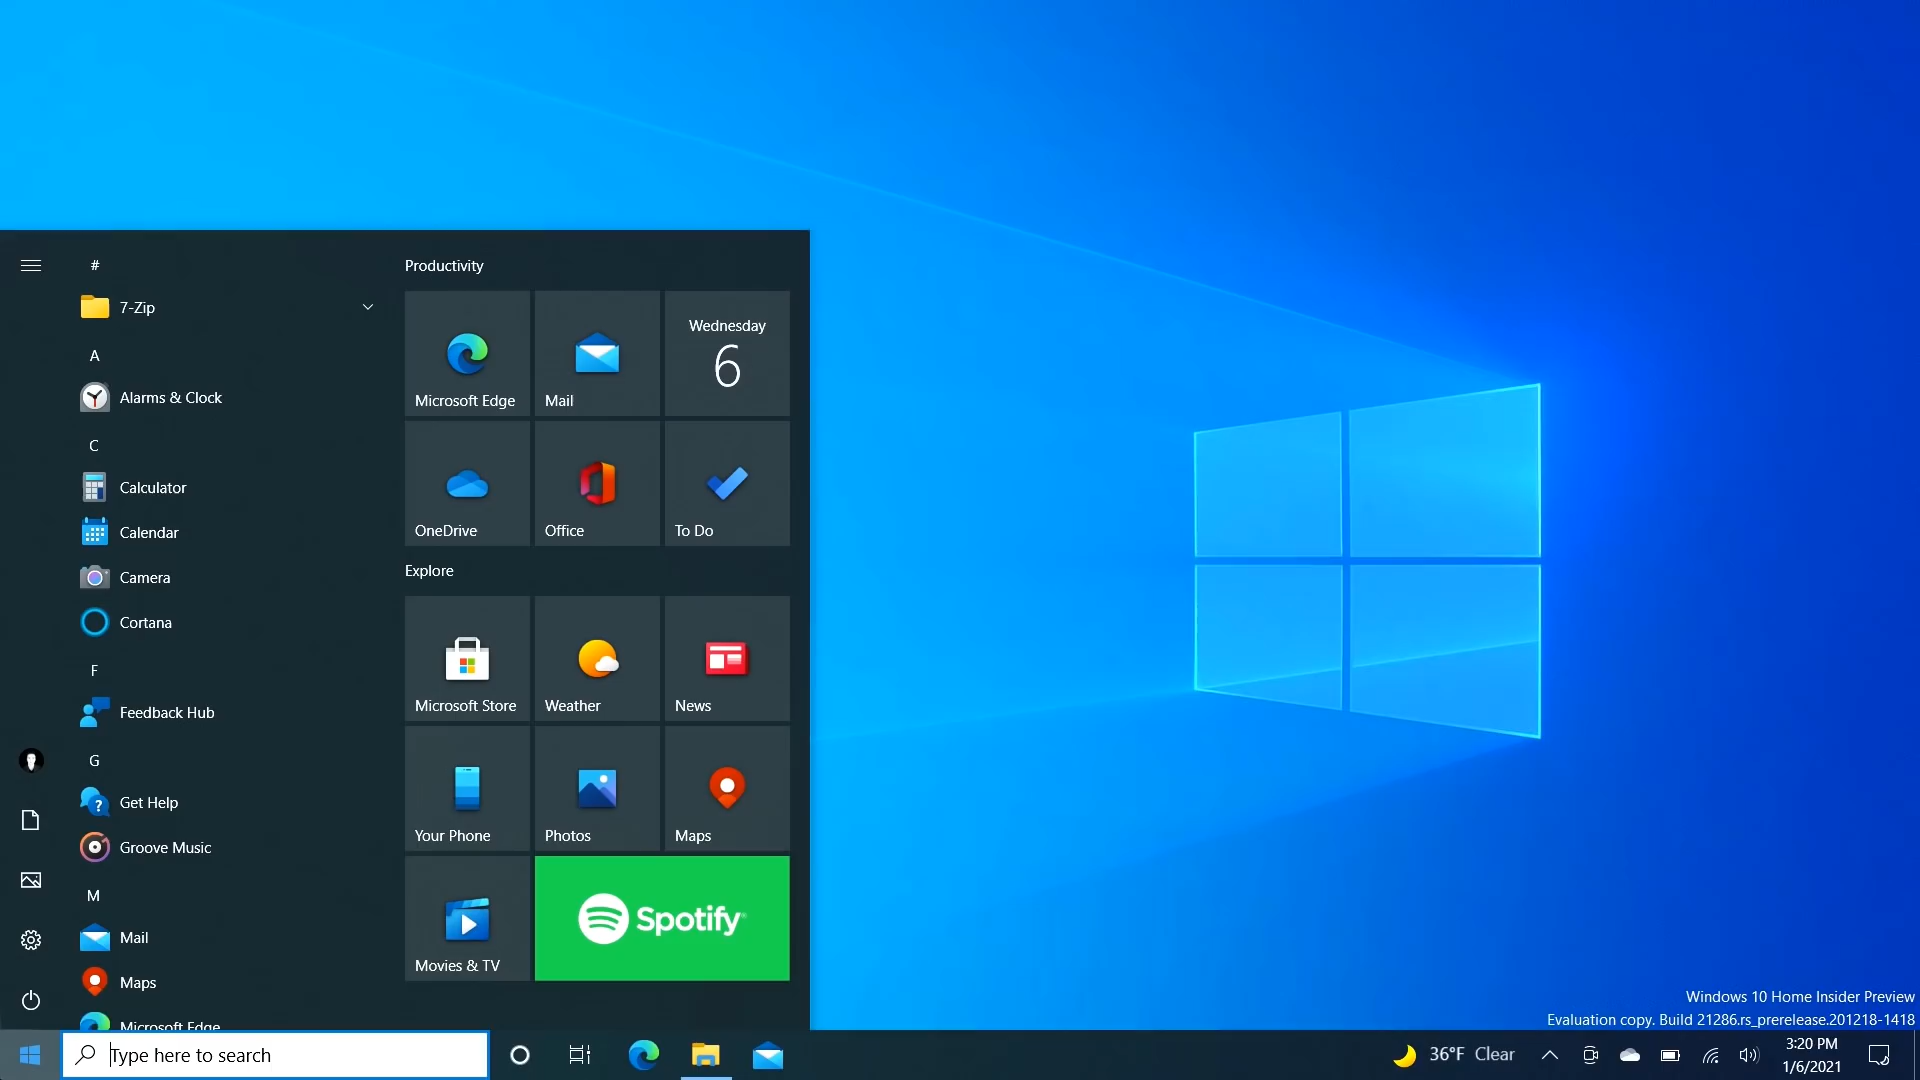 #
7-Zip
A
Alarms & Clock
C
Calculator
Calendar
Camera
Cortana
F
Feedback Hub
G
Get Help
Groove Music
M
Mail
Maps
Microsoft Edge
Productivity
Microsoft Edge
Mail
Wednesday
6
OneDrive
Office
To Do
Explore
Microsoft Store
Weather
News
Your Phone
Photos
Maps
Movies & TV
Spotify
Windows 10 Home Insider Preview
Evaluation copy. Build 21286.rs_prerelease.201218-1418
Type here to search
36°F Clear
3:20 PM
1/6/2021